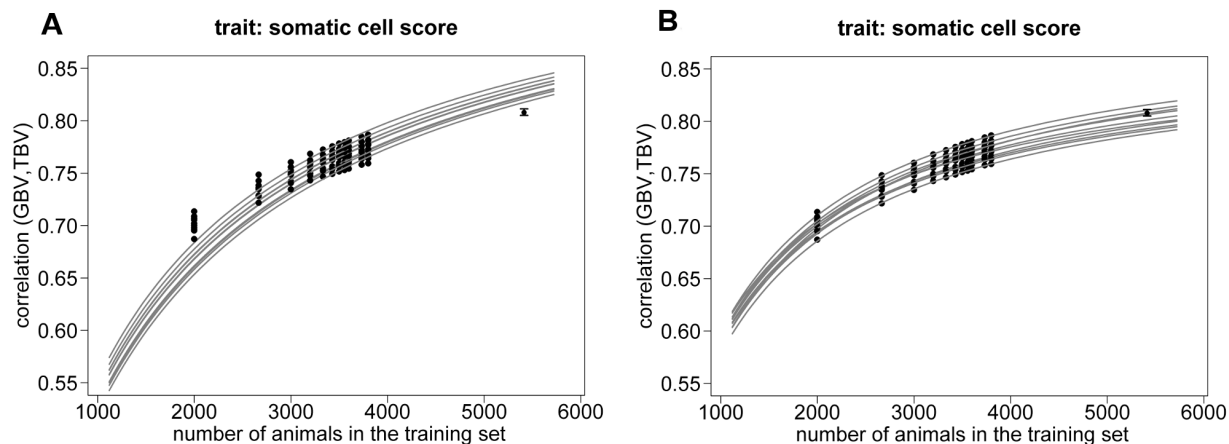 A
trait: somatic cell score
correlation (GBV,TBV)
0.85
0.80
0.75
0.70
0.65
0.60
0.55
1000 2000 3000 4000 5000 6000
number of animals in the training set
B
trait: somatic cell score
correlation (GBV,TBV)
0.85
0.80
0.75
0.70
0.65
0.60
0.55
1000 2000 3000 4000 5000 6000
number of animals in the training set